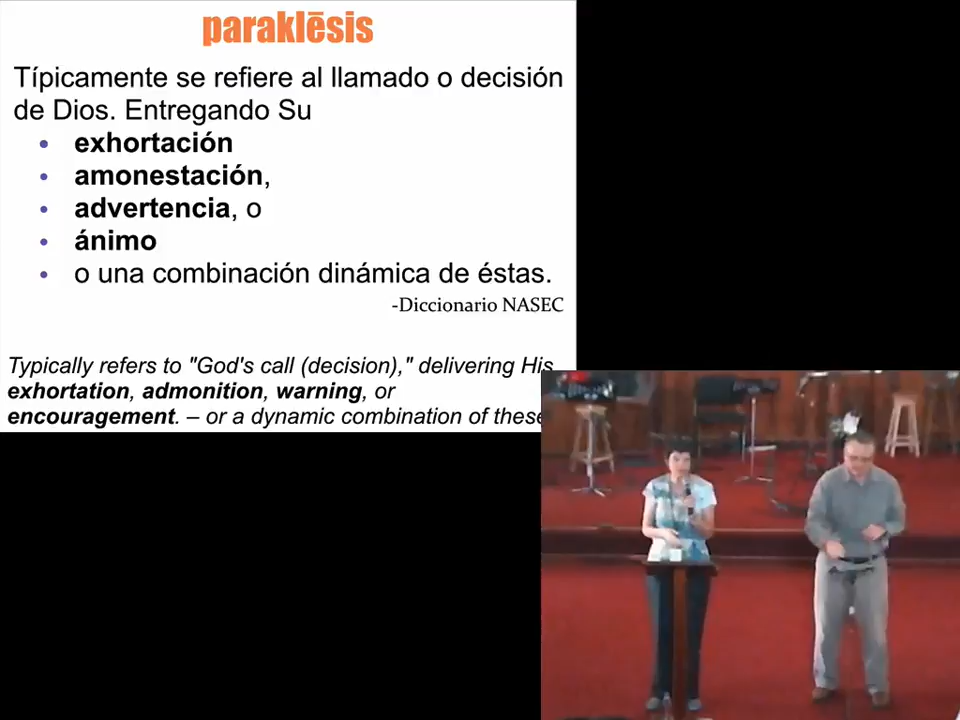 paraklēsis
Típicamente se refiere al llamado o decisión
de Dios. Entregando Su
• exhortación
• amonestación,
• advertencia, o
• ánimo
• o una combinación dinámica de éstas.
-Diccionario NASEC
Typically refers to "God's call (decision)," delivering His
exhortation, admonition, warning, or
encouragement. – or a dynamic combination of these